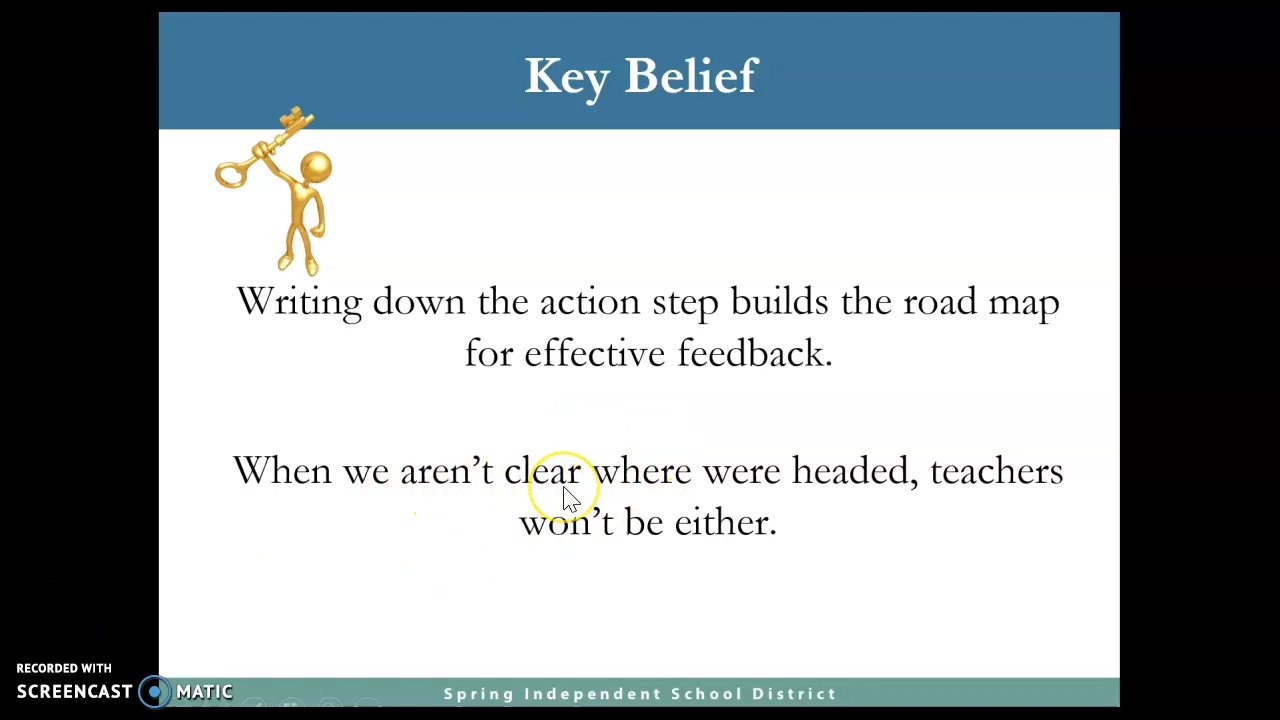 Key Belief
Writing down the action step builds the road map
for effective feedback.
When we aren't clear where were headed, teachers
won't be either.
RECORDED WITH
SCREENCAST MATIC
Spring Independent School District